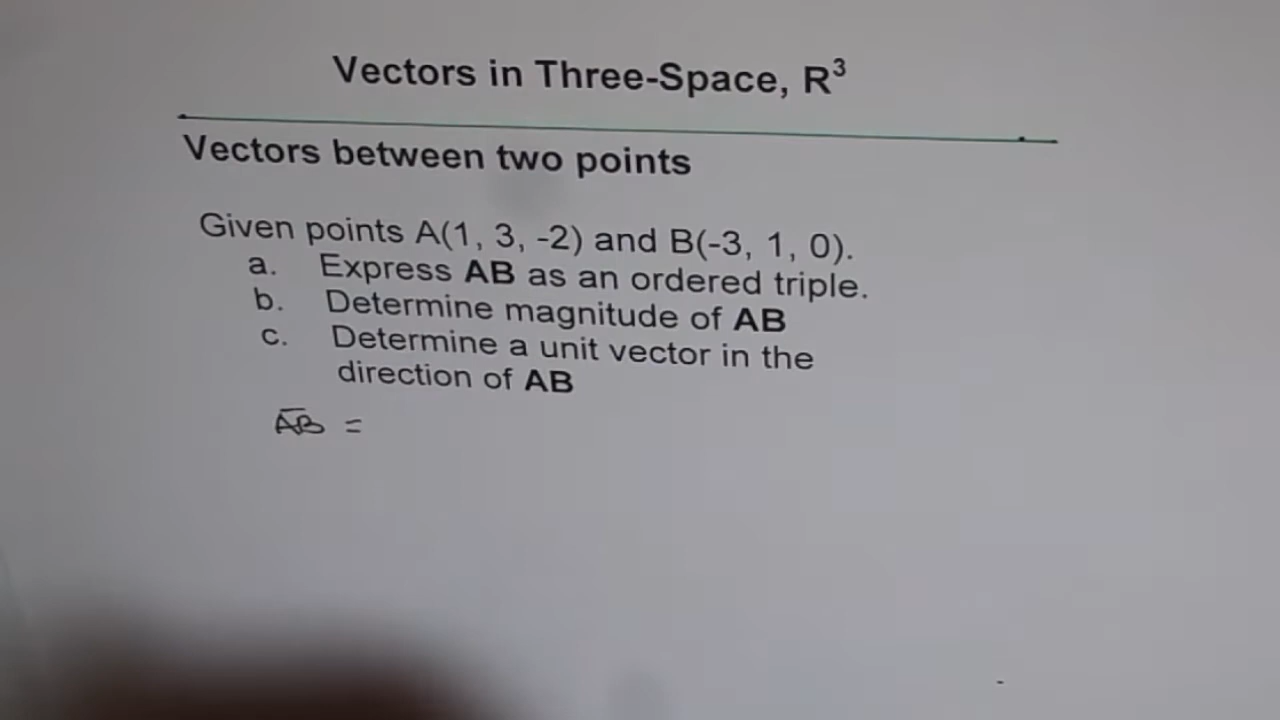 Vectors in Three-Space, R³
Vectors between two points
Given points A(1, 3, -2) and B(-3, 1, 0).
a. Express AB as an ordered triple.
b. Determine magnitude of AB
c. Determine a unit vector in the
direction of AB
A̅B̅ =